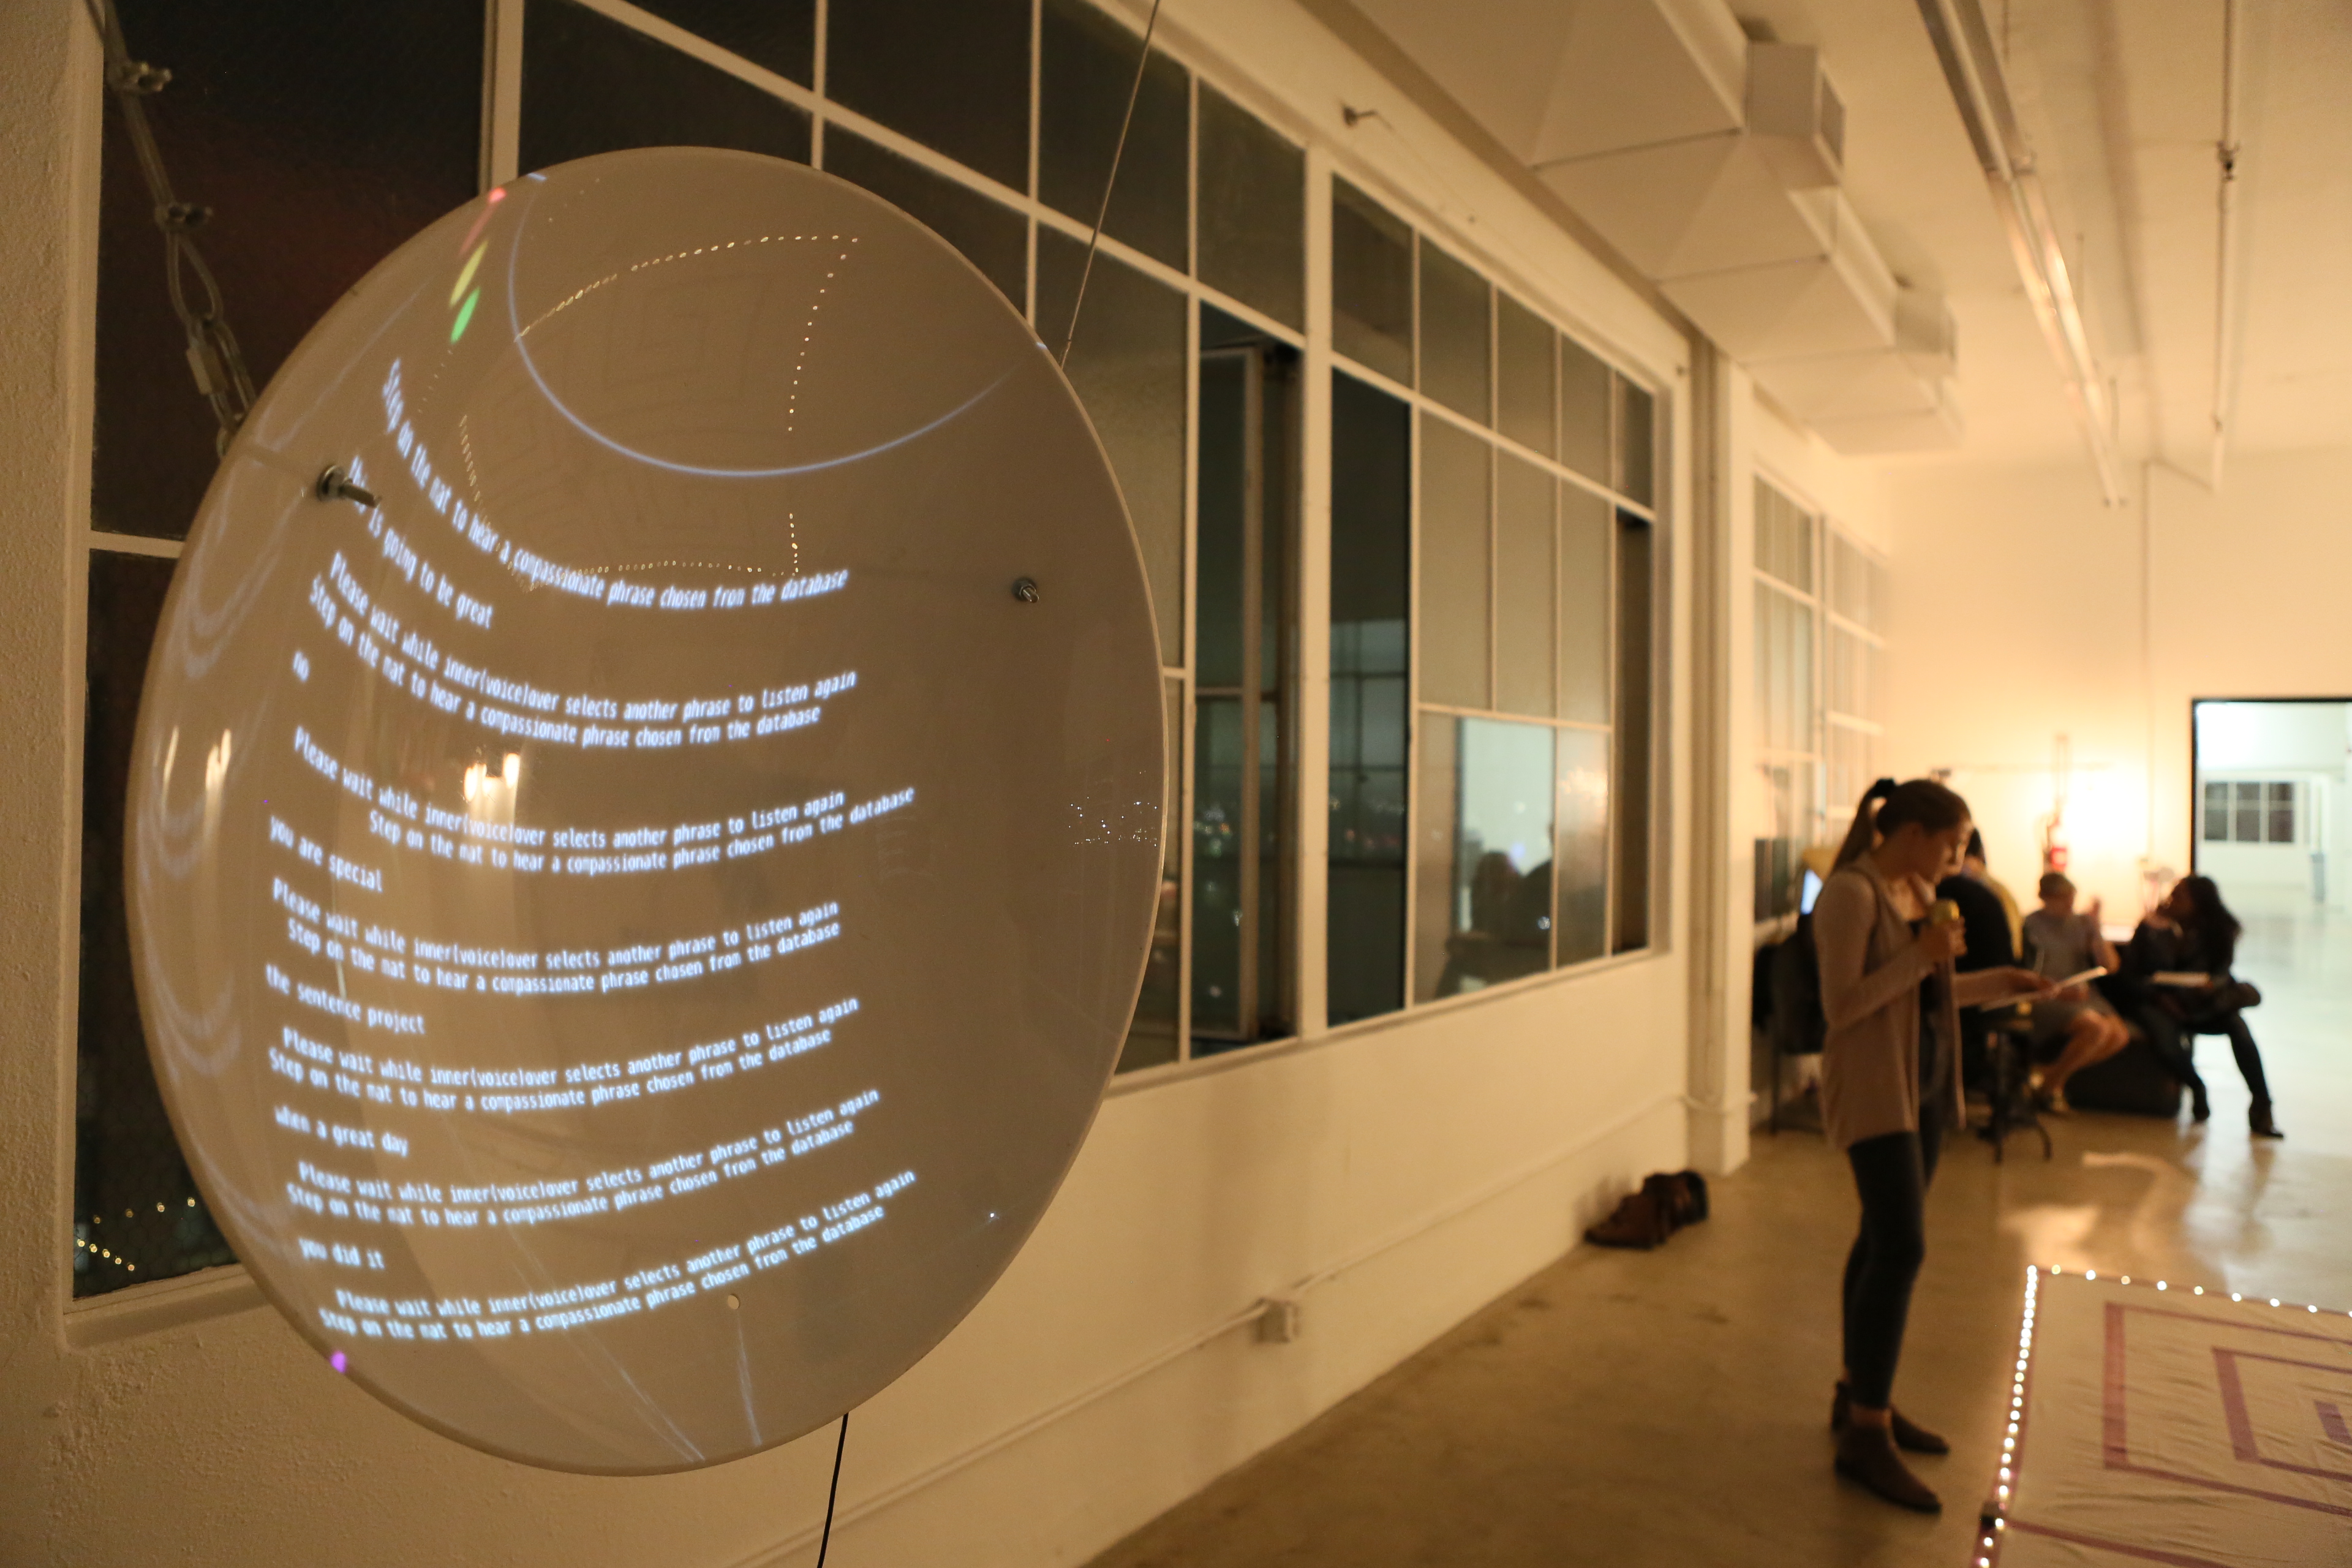 Step on the mat to hear a compassionate phrase chosen from the database
is going to be great
Please wait while inner(voice)over selects another phrase to listen again
Step on the mat to hear a compassionate phrase chosen from the database
no
Please wait while inner(voice)over selects another phrase to listen again
Step on the mat to hear a compassionate phrase chosen from the database
you are special
Please wait while inner(voice)over selects another phrase to listen again
Step on the mat to hear a compassionate phrase chosen from the database
the sentence project
Please wait while inner(voice)over selects another phrase to listen again
Step on the mat to hear a compassionate phrase chosen from the database
when a great day
Please wait while inner(voice)over selects another phrase to listen again
Step on the mat to hear a compassionate phrase chosen from the database
you did it
Please wait while inner(voice)over selects another phrase to listen again
Step on the mat to hear a compassionate phrase chosen from the database